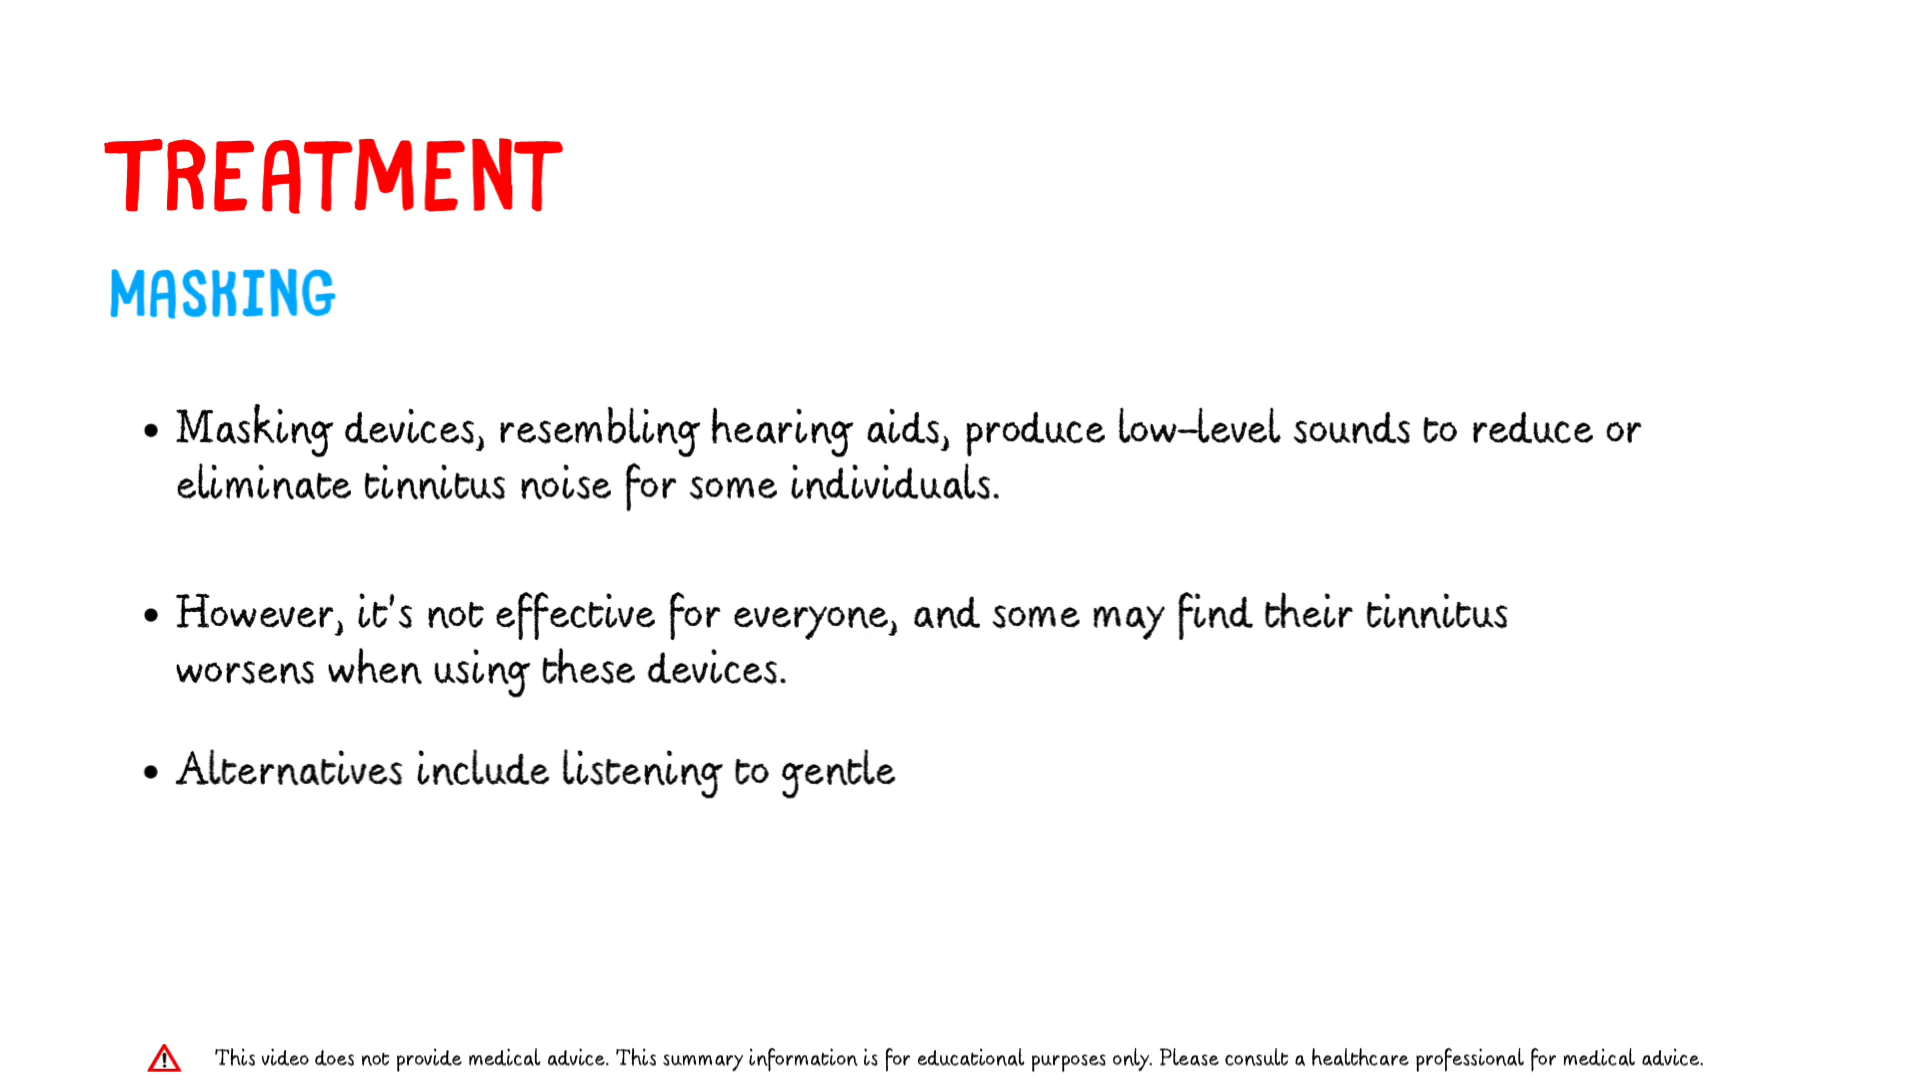 TREATMENT
MASKING
• Masking devices, resembling hearing aids, produce low-level sounds to reduce or
eliminate tinnitus noise for some individuals.
• However, it's not effective for everyone, and some may find their tinnitus
worsens when using these devices.
• Alternatives include listening to gentle
This video does not provide medical advice. This summary information is for educational purposes only. Please consult a healthcare professional for medical advice.